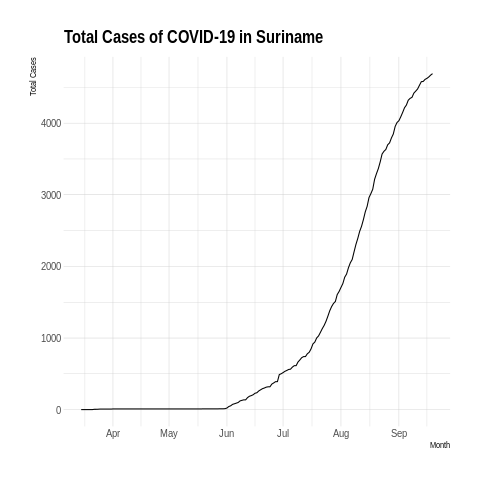 Total Cases of COVID-19 in Suriname
Total Cases
4000
3000
2000
1000
0
Apr May Jun Jul Aug Sep
Month